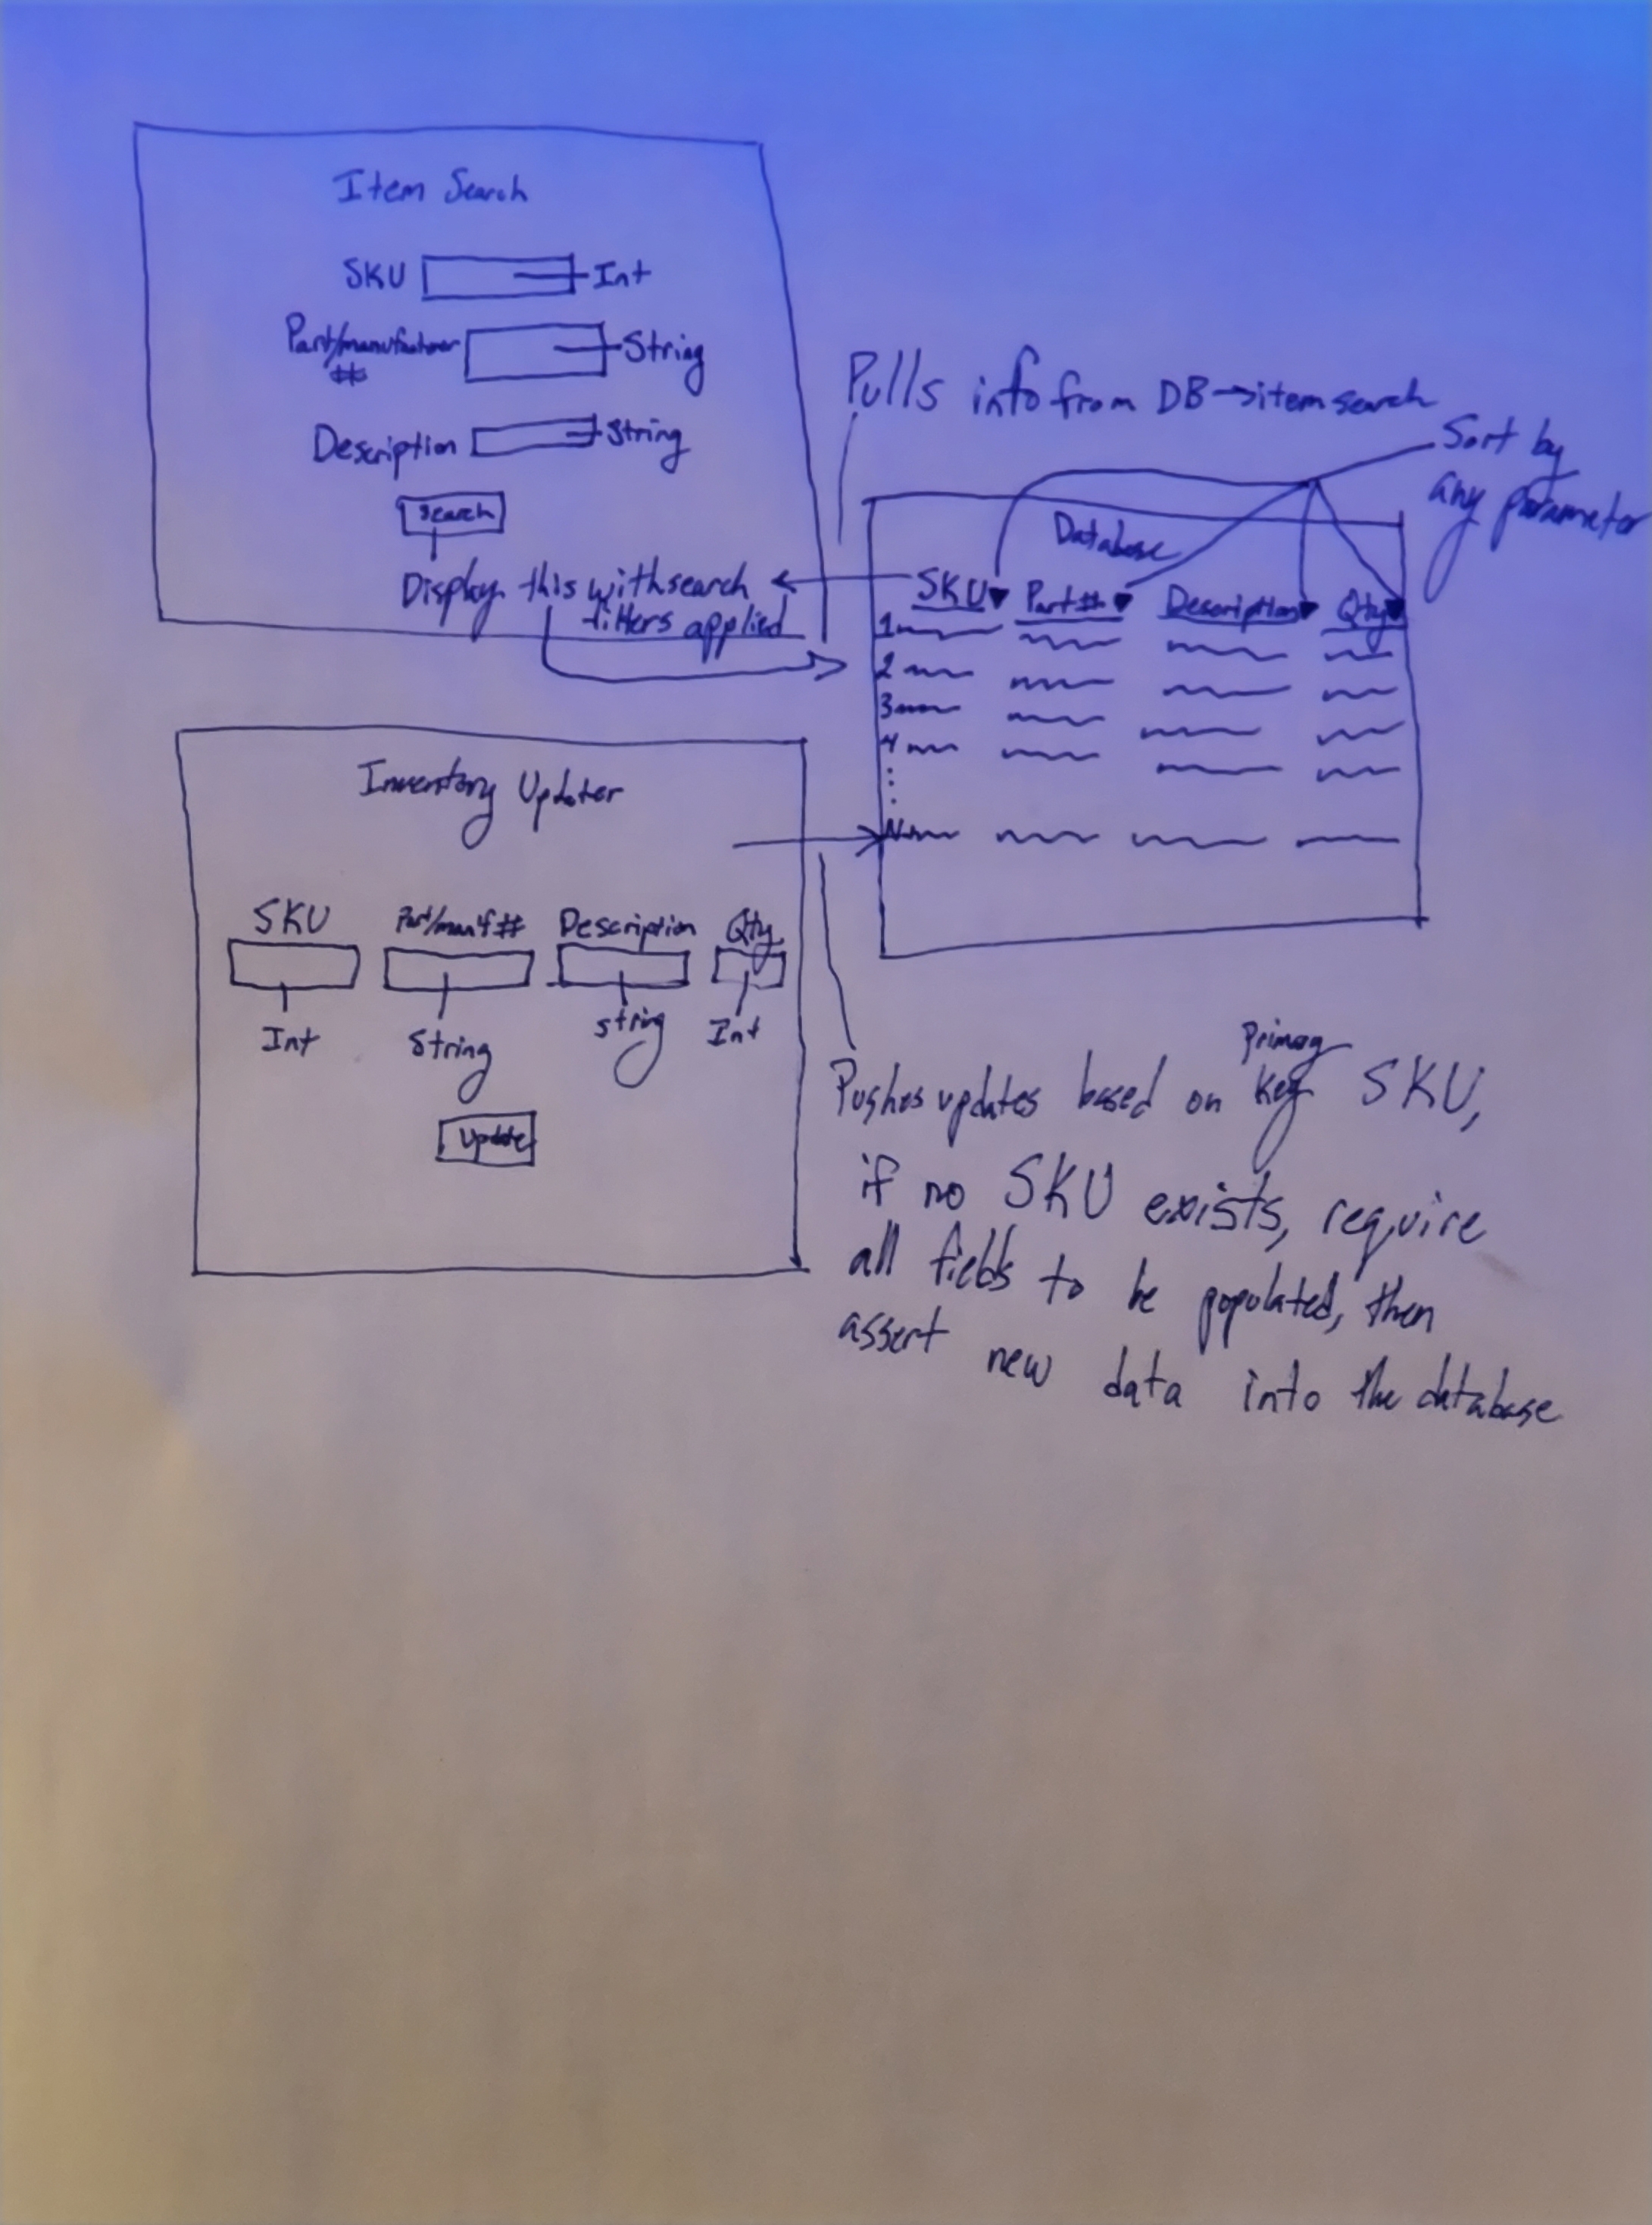 Item Search
SKU Int
Part/manufacturer String
#
Description String
Search
Display this with search
filters applied
Pulls info from DB→item search
Sort by
any parameter
Database
SKU▼ Part#▼ Description▼ Qty▼
1
2
3
4
N
Inventory Updater
SKU Part/manf# Description Qty
Int String string Int
Update
Primary
Pushes updates based on key SKU,
if no SKU exists, require
all fields to be populated, then
assert new data into the database